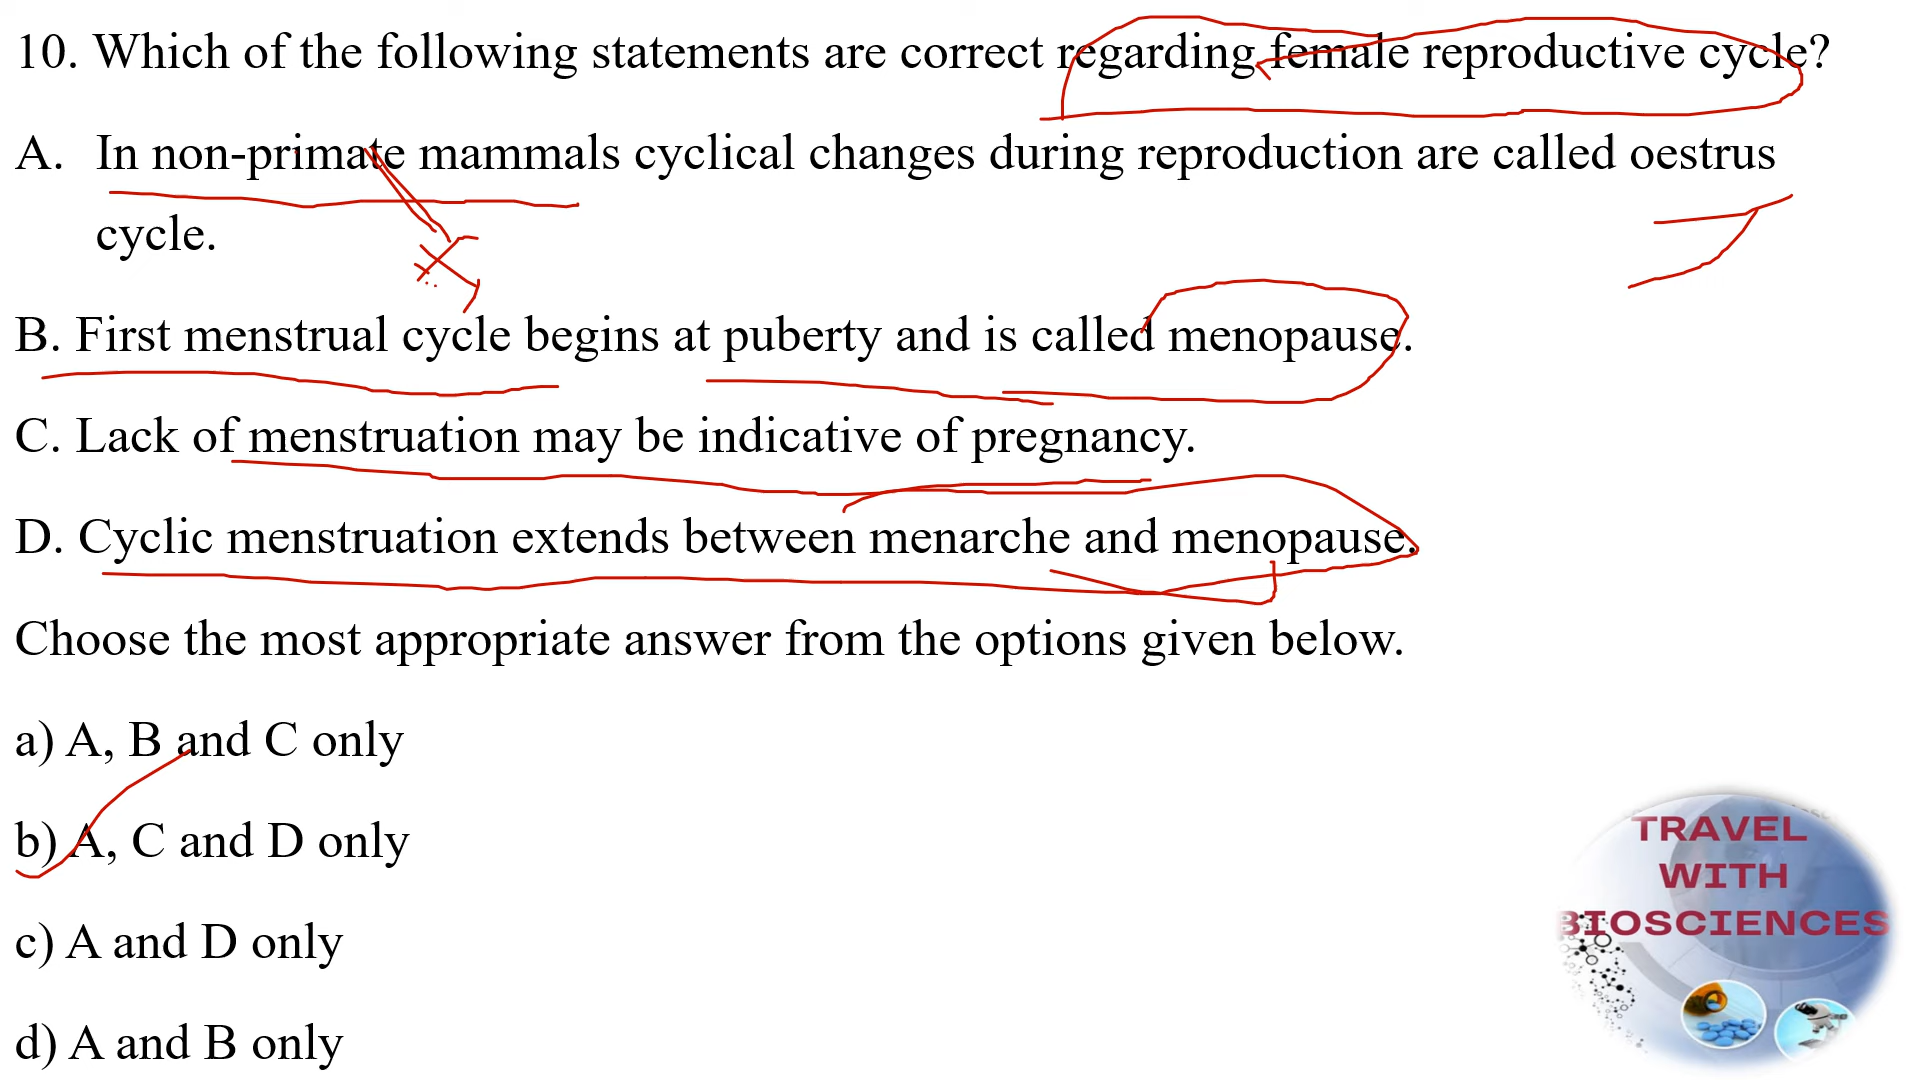 10. Which of the following statements are correct regarding female reproductive cycle?
A. In non-primate mammals cyclical changes during reproduction are called oestrus
cycle.
B. First menstrual cycle begins at puberty and is called menopause.
C. Lack of menstruation may be indicative of pregnancy.
D. Cyclic menstruation extends between menarche and menopause.
Choose the most appropriate answer from the options given below.
a) A, B and C only
b) A, C and D only
c) A and D only
d) A and B only
TRAVEL
WITH
BIOSCIENCES